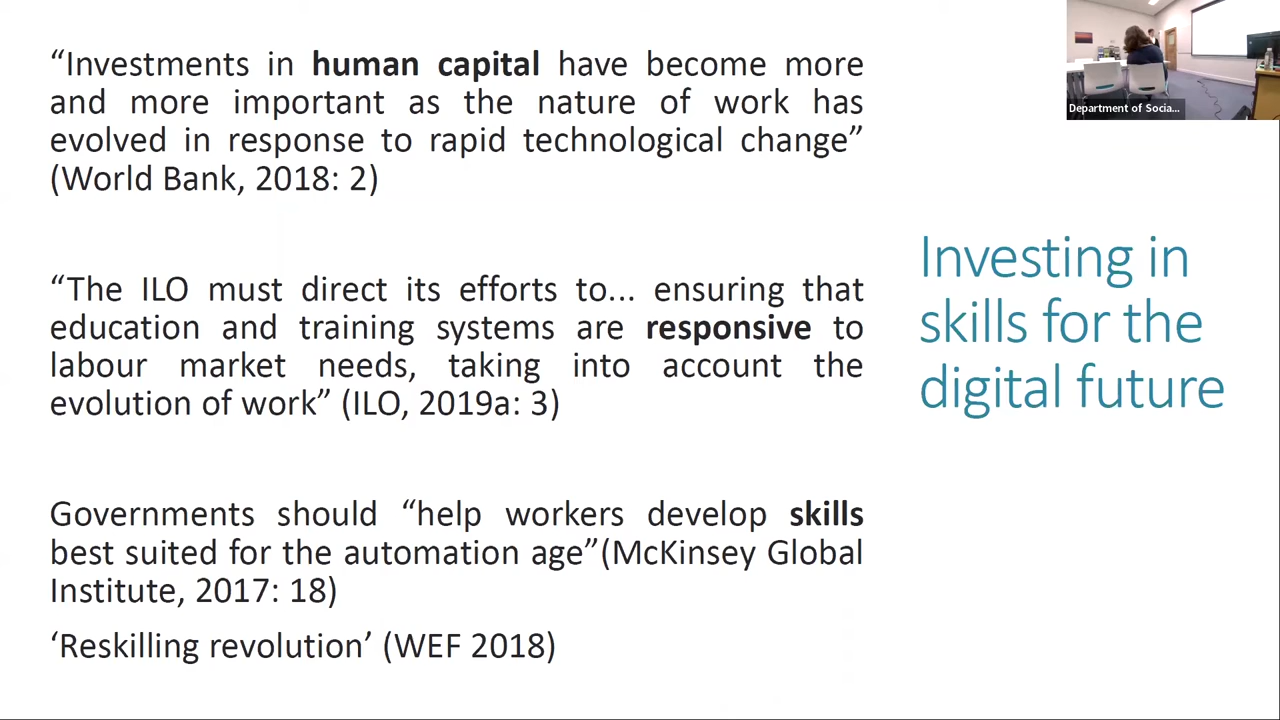 “Investments in human capital have become more
and more important as the nature of work has
evolved in response to rapid technological change”
(World Bank, 2018: 2)
“The ILO must direct its efforts to... ensuring that
education and training systems are responsive to
labour market needs, taking into account the
evolution of work” (ILO, 2019a: 3)
Governments should “help workers develop skills
best suited for the automation age”(McKinsey Global
Institute, 2017: 18)
‘Reskilling revolution’ (WEF 2018)
Investing in
skills for the
digital future
Department of Socia...